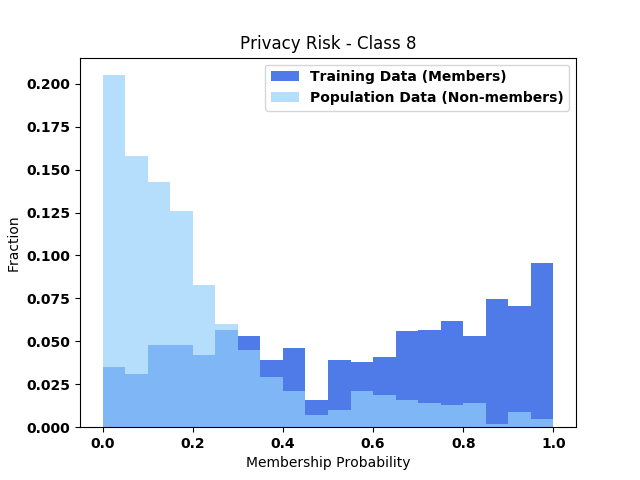 Privacy Risk - Class 8
Training Data (Members)
Population Data (Non-members)
0.200
0.175
0.150
0.125
0.100
0.075
0.050
0.025
0.000
Fraction
0.0 0.2 0.4 0.6 0.8 1.0
Membership Probability